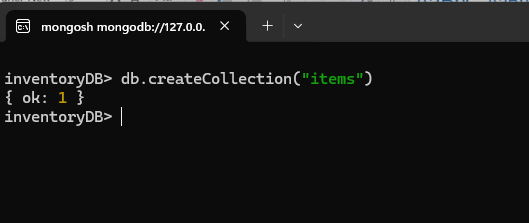 mongosh mongodb://127.0.0.
inventoryDB> db.createCollection("items")
{ ok: 1 }
inventoryDB>